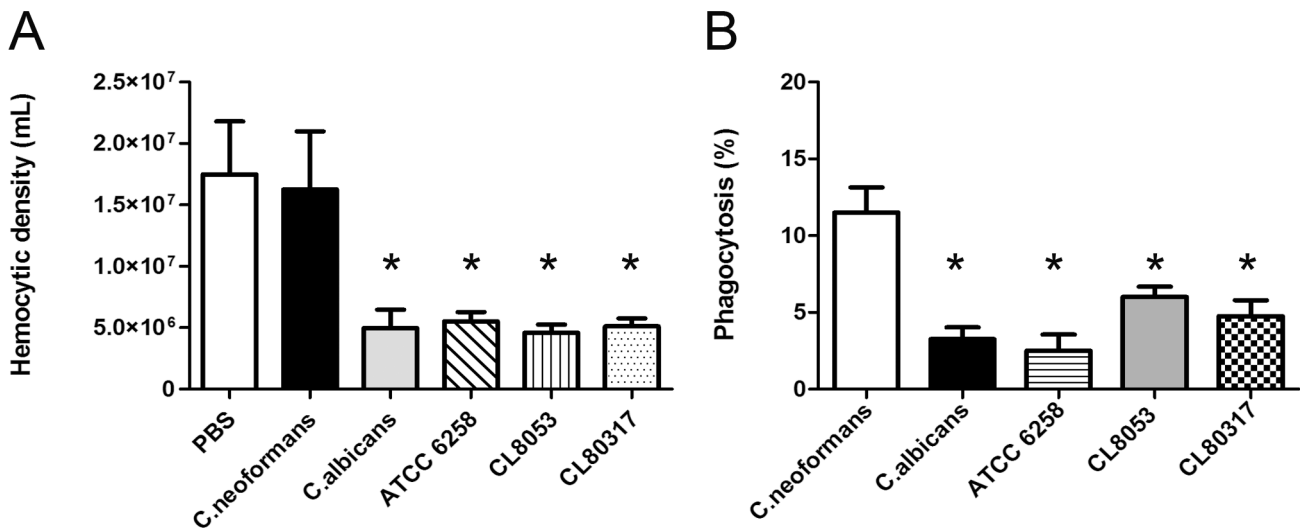 A
Hemocytic density (mL)
2.5×10⁷
2.0×10⁷
1.5×10⁷
1.0×10⁷
5.0×10⁶
0
*
*
*
*
PBS
C.neoformans
C.albicans
ATCC 6258
CL8053
CL80317
B
Phagocytosis (%)
20
15
10
5
0
*
*
*
*
C.neoformans
C.albicans
ATCC 6258
CL8053
CL80317